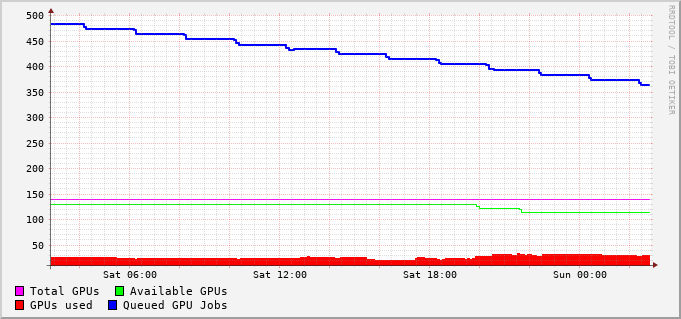 500
450
400
350
300
250
200
150
100
50
Sat 06:00 Sat 12:00 Sat 18:00 Sun 00:00
Total GPUs Available GPUs
GPUs used Queued GPU Jobs
RRDTOOL / TOBI OETIKER